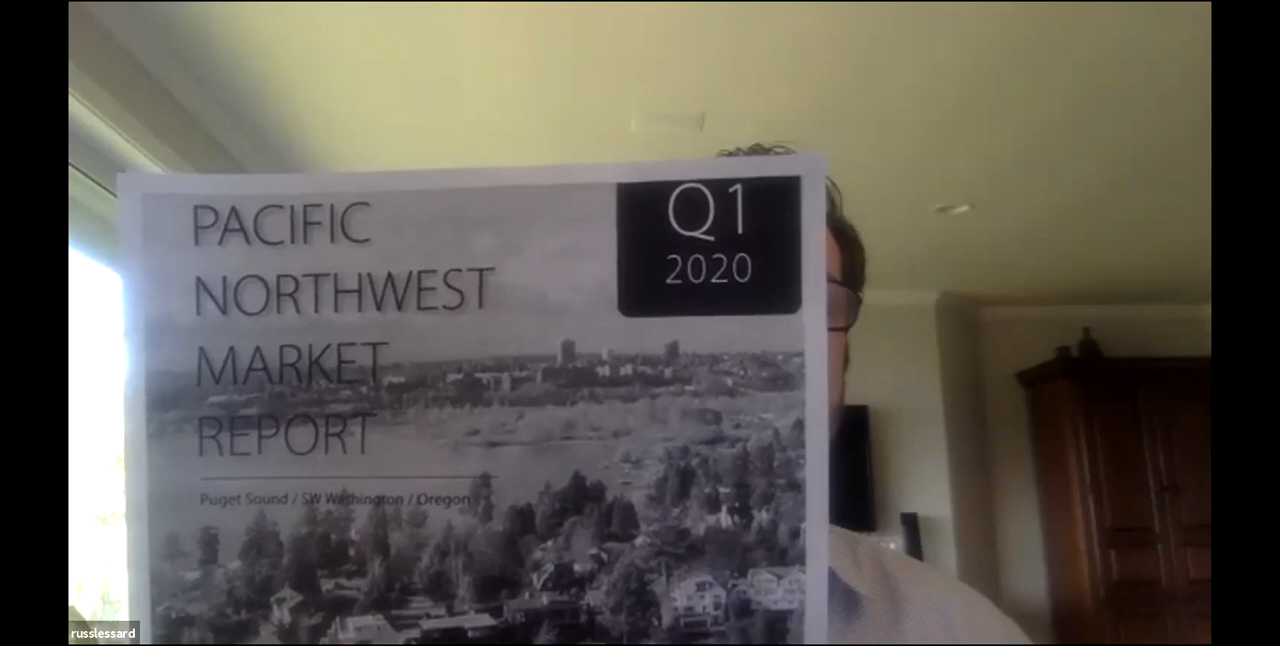 PACIFIC
NORTHWEST
MARKET
REPORT
Puget Sound / SW Washington / Oregon
Q1
2020
russlessard